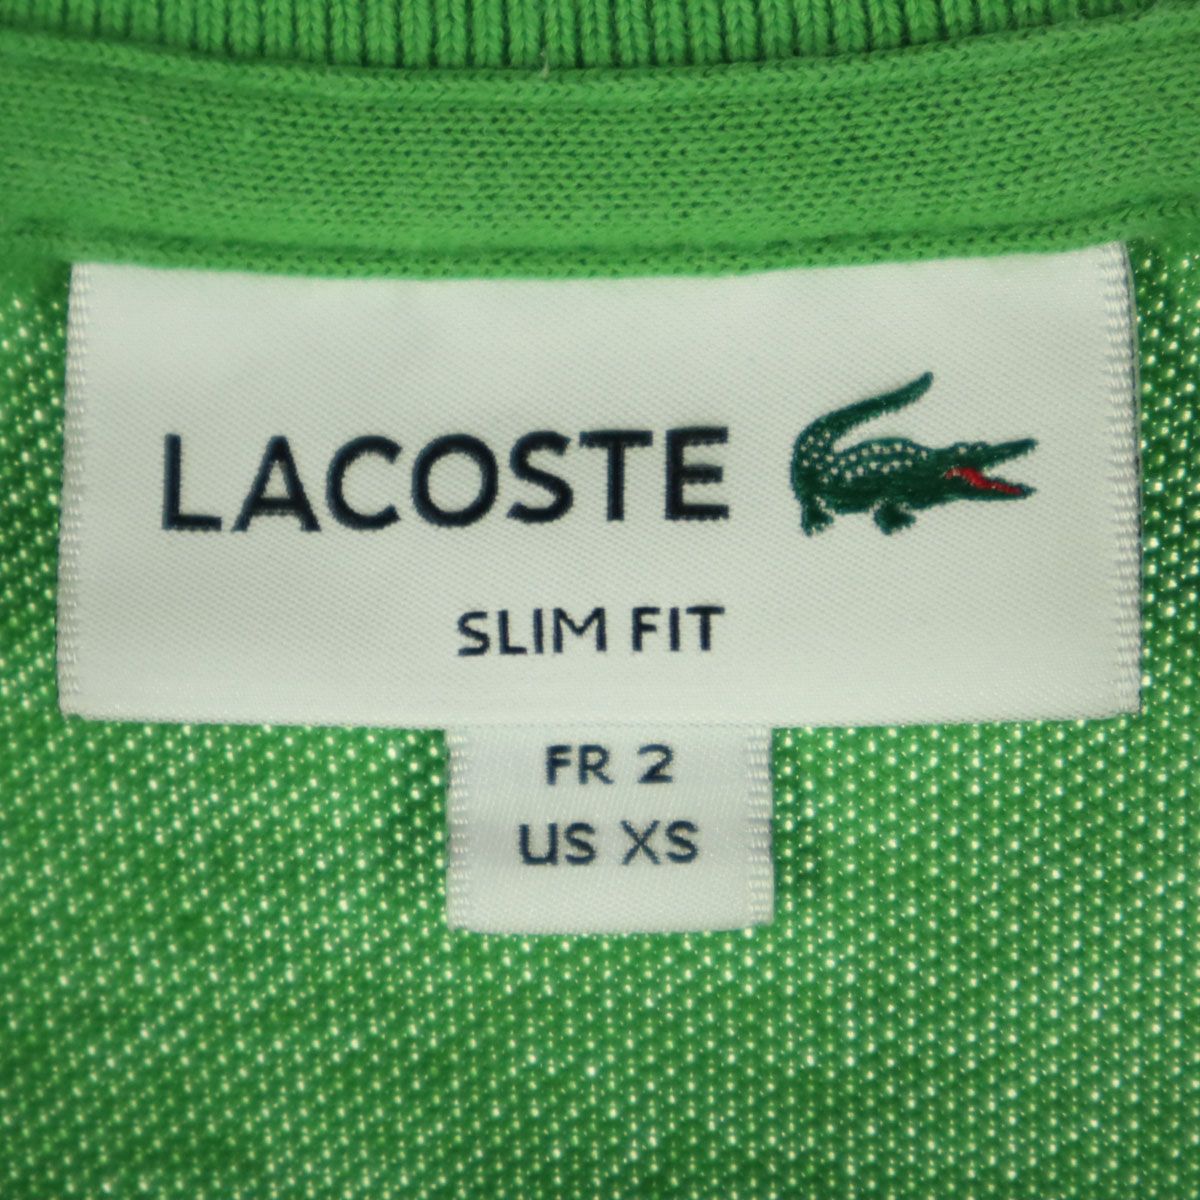 LACOSTE
SLIM FIT
FR 2
US XS